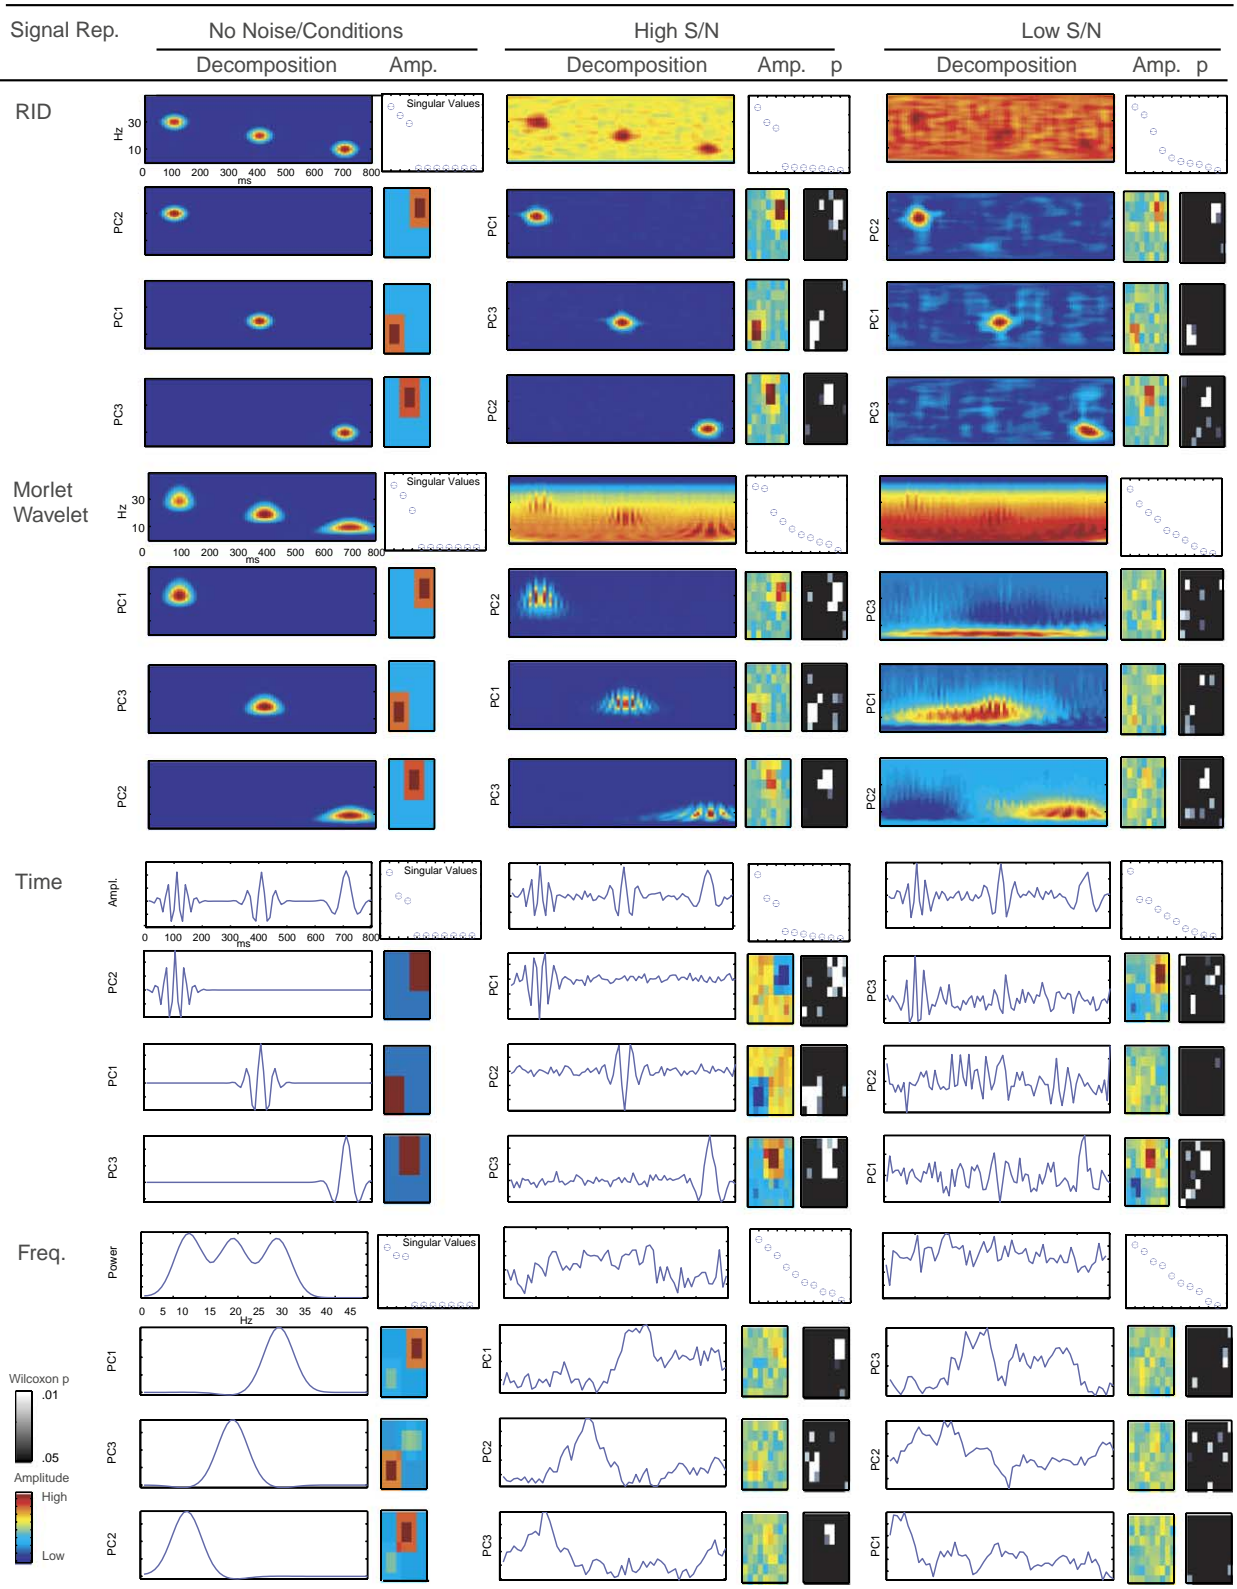 Signal Rep. No Noise/Conditions High S/N Low S/N
Decomposition Amp. Decomposition Amp. p Decomposition Amp. p
RID
Singular Values
Hz
30
10
0 100 200 300 400 500 600 700 800
ms
PC2 PC1 PC2
PC1 PC3 PC1
PC3 PC2 PC3
Morlet
Wavelet
Singular Values
Hz
30
10
0 100 200 300 400 500 600 700 800
ms
PC1 PC2 PC3
PC3 PC1 PC1
PC2 PC3 PC2
Time
Singular Values
Ampl.
0 100 200 300 400 500 600 700 800
ms
PC2 PC1 PC3
PC1 PC2 PC2
PC3 PC3 PC1
Freq.
Singular Values
Power
0 5 10 15 20 25 30 35 40 45
Hz
PC1 PC1 PC3
PC3 PC2 PC2
PC2 PC3 PC1
Wilcoxon p
.01
.05
Amplitude
High
Low